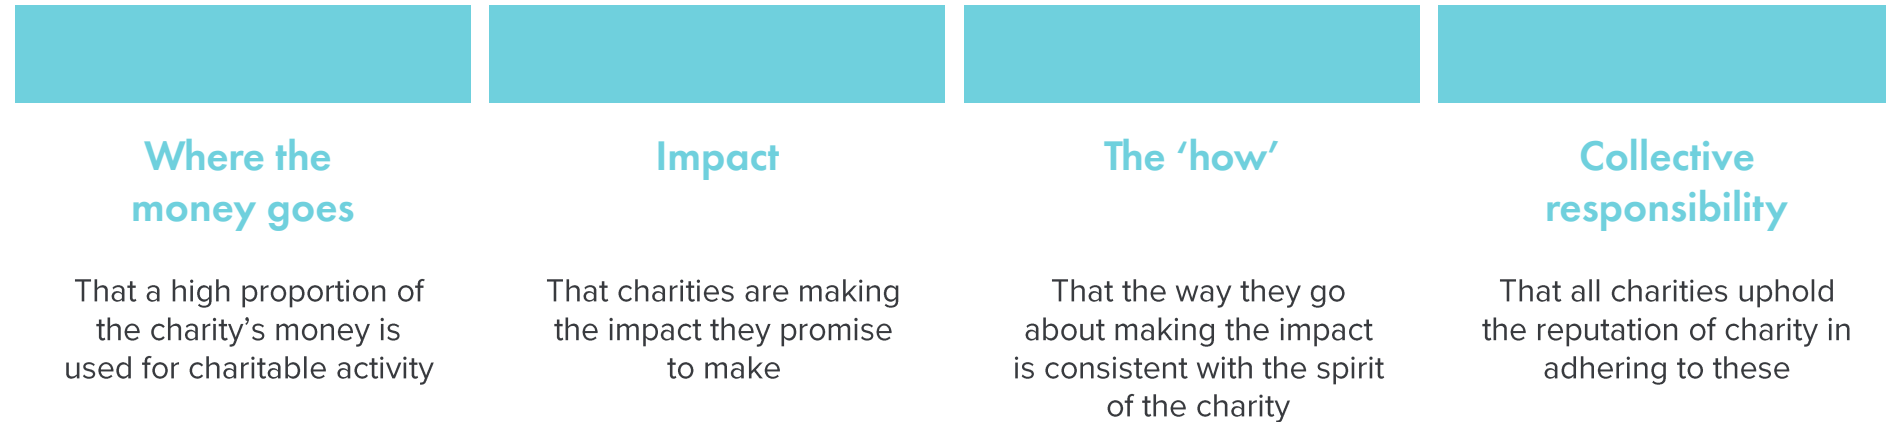 Where the
money goes
That a high proportion of
the charity’s money is
used for charitable activity
Impact
That charities are making
the impact they promise
to make
The ‘how’
That the way they go
about making the impact
is consistent with the spirit
of the charity
Collective
responsibility
That all charities uphold
the reputation of charity in
adhering to these